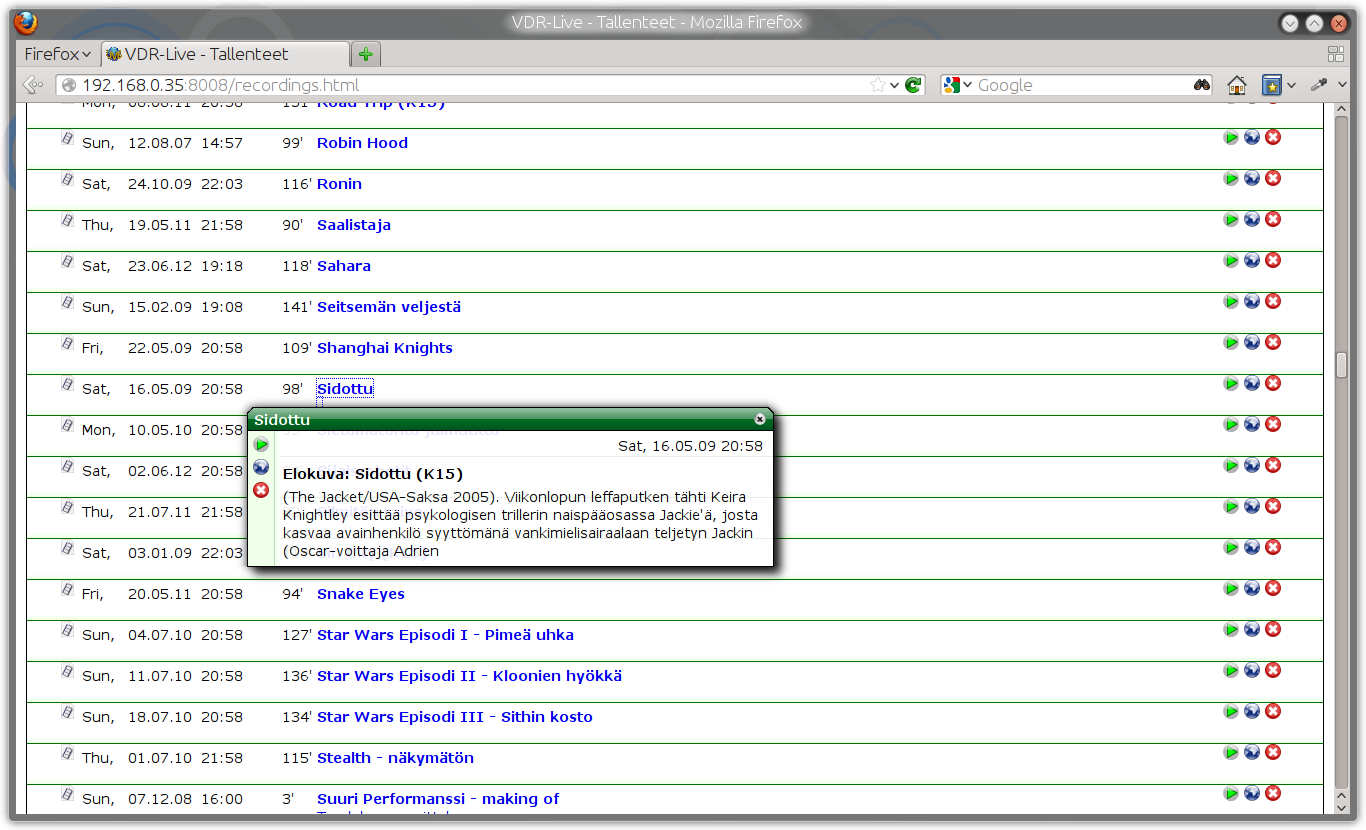 VDR-Live - Tallenteet - Mozilla Firefox
Firefox VDR-Live - Tallenteet
192.168.0.35:8008/recordings.html Google
Mon, 20:58 131' Road Trip (K15)
Sun, 12.08.07 14:57 99' Robin Hood
Sat, 24.10.09 22:03 116' Ronin
Thu, 19.05.11 21:58 90' Saalistaja
Sat, 23.06.12 19:18 118' Sahara
Sun, 15.02.09 19:08 141' Seitsemän veljestä
Fri, 22.05.09 20:58 109' Shanghai Knights
Sat, 16.05.09 20:58 98' Sidottu
Sidottu
Mon, 10.05.10 20:58
Sat, 16.05.09 20:58
Sat, 02.06.12 20:58
Elokuva: Sidottu (K15)
(The Jacket/USA-Saksa 2005). Viikonlopun leffaputken tähti Keira
Thu, 21.07.11 21:58
Knightley esittää psykologisen trillerin naispääosassa Jackie'ä, josta
kasvaa avainhenkilö syyttömänä vankimielisairaalaan teljetyn Jackin
Sat, 03.01.09 22:03
(Oscar-voittaja Adrien
Fri, 20.05.11 20:58 94' Snake Eyes
Sun, 04.07.10 20:58 127' Star Wars Episodi I - Pimeä uhka
Sun, 11.07.10 20:58 136' Star Wars Episodi II - Kloonien hyökkä
Sun, 18.07.10 20:58 134' Star Wars Episodi III - Sithin kosto
Thu, 01.07.10 21:58 115' Stealth - näkymätön
Sun, 07.12.08 16:00 3' Suuri Performanssi - making of